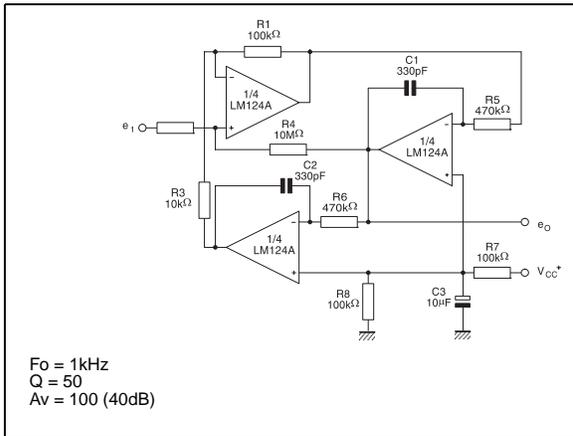 R1
100kΩ
C1
330pF
R5
470kΩ
-
1/4
LM124A
+
e1
R4
10MΩ
-
1/4
LM124A
+
C2
330pF
R3
10kΩ
R6
470kΩ
-
1/4
LM124A
+
eO
R7
100kΩ
VCC+
R8
100kΩ
C3
10µF
Fo = 1kHz
Q = 50
Av = 100 (40dB)